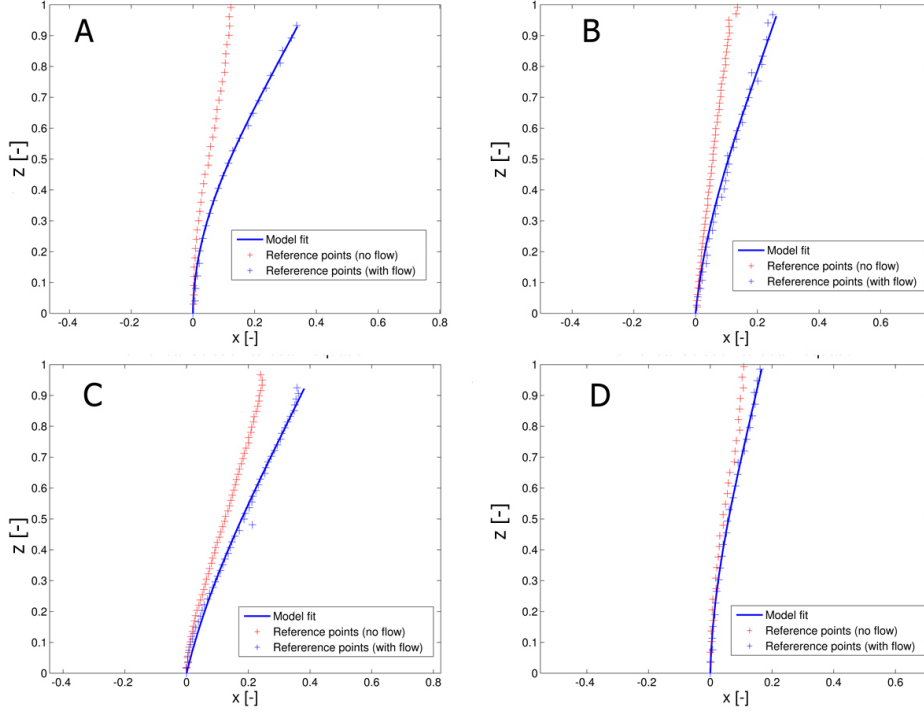 A
1
0.9
0.8
0.7
0.6
0.5
0.4
0.3
0.2
0.1
0
z [-]
-0.4 -0.2 0 0.2 0.4 0.6 0.8
x [-]
Model fit
Reference points (no flow)
Refererence points (with flow)
B
1
0.9
0.8
0.7
0.6
0.5
0.4
0.3
0.2
0.1
0
z [-]
-0.4 -0.2 0 0.2 0.4 0.6
x [-]
Model fit
Reference points (no flow)
Refererence points (with flow)
C
1
0.9
0.8
0.7
0.6
0.5
0.4
0.3
0.2
0.1
0
z [-]
-0.4 -0.2 0 0.2 0.4 0.6 0.8
x [-]
Model fit
Reference points (no flow)
Refererence points (with flow)
D
1
0.9
0.8
0.7
0.6
0.5
0.4
0.3
0.2
0.1
0
z [-]
-0.4 -0.2 0 0.2 0.4 0.6
x [-]
Model fit
Reference points (no flow)
Refererence points (with flow)